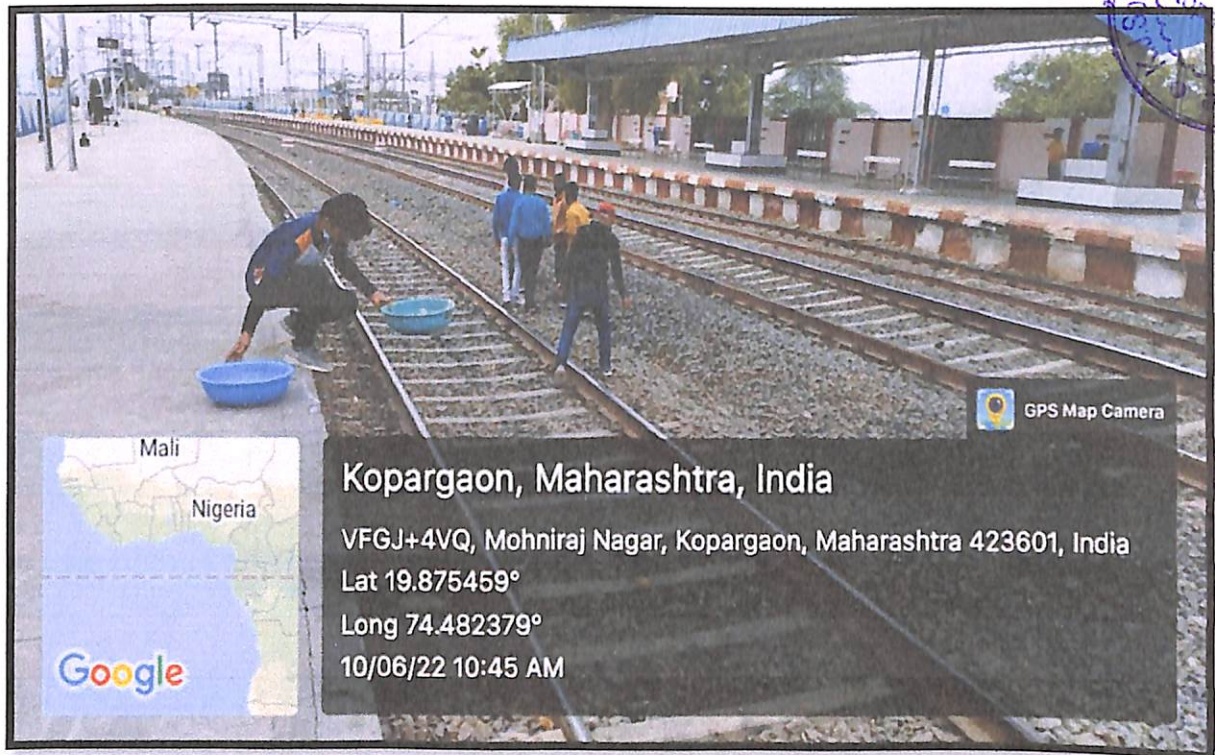 GPS Map Camera
Mali
Nigeria
Google
Kopargaon, Maharashtra, India
VFGJ+4VQ, Mohniraj Nagar, Kopargaon, Maharashtra 423601, India
Lat 19.875459°
Long 74.482379°
10/06/22 10:45 AM